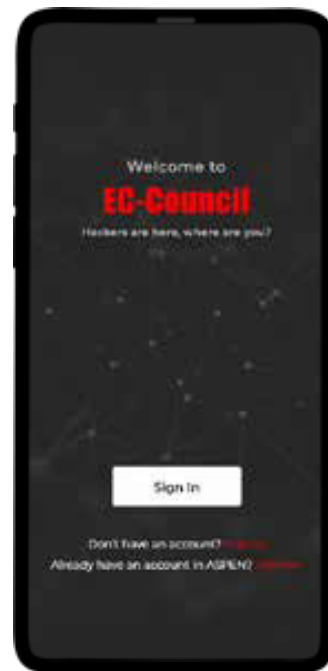 Welcome to
EC-Council
Hackers are here, where are you?
Sign In
Don't have an account?
Already have an account in ASPEN?